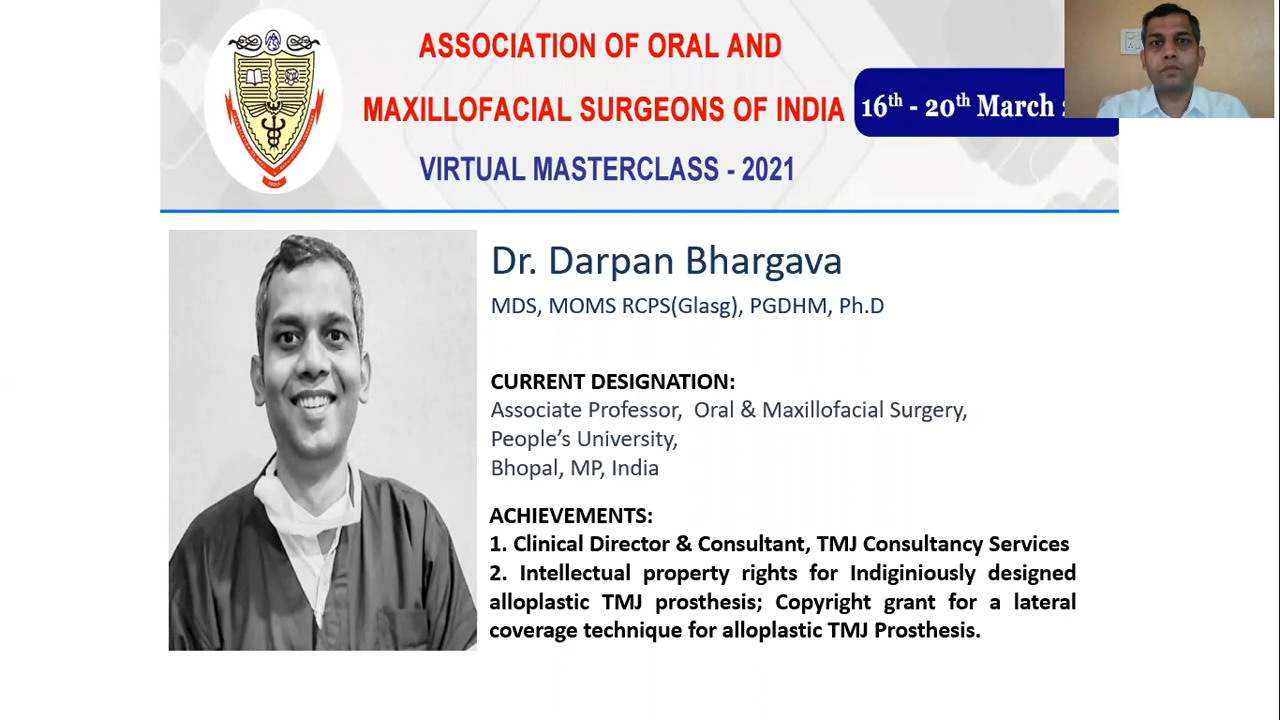 ASSOCIATION OF ORAL AND
MAXILLOFACIAL SURGEONS OF INDIA
16th - 20th March
VIRTUAL MASTERCLASS - 2021
Dr. Darpan Bhargava
MDS, MOMS RCPS(Glasg), PGDHM, Ph.D
CURRENT DESIGNATION:
Associate Professor, Oral & Maxillofacial Surgery,
People’s University,
Bhopal, MP, India
ACHIEVEMENTS:
1. Clinical Director & Consultant, TMJ Consultancy Services
2. Intellectual property rights for Indiginiously designed
alloplastic TMJ prosthesis; Copyright grant for a lateral
coverage technique for alloplastic TMJ Prosthesis.